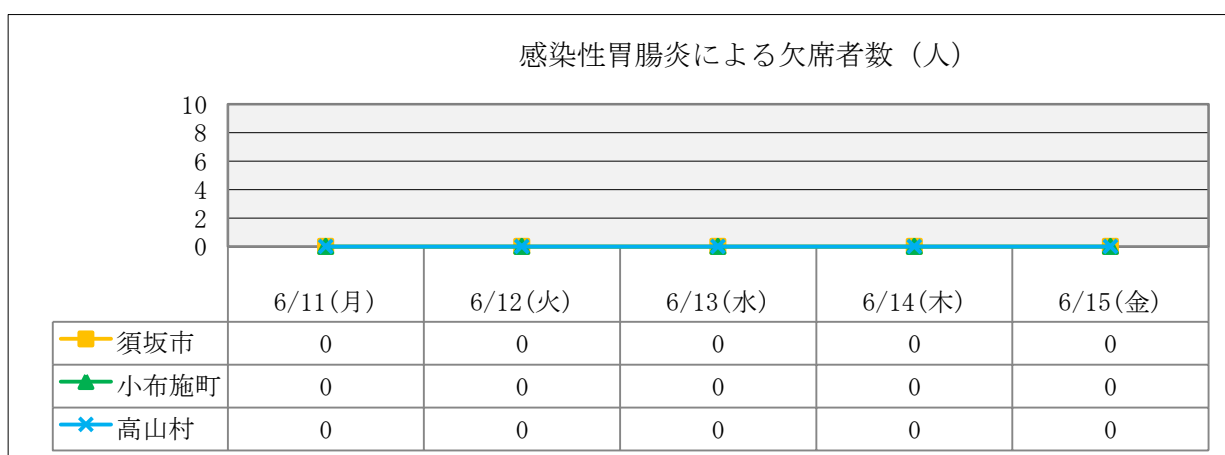 感染性胃腸炎による欠席者数（人）
10
8
6
4
2
0
6/11(月) 6/12(火) 6/13(水) 6/14(木) 6/15(金)
須坂市 0 0 0 0 0
小布施町 0 0 0 0 0
高山村 0 0 0 0 0